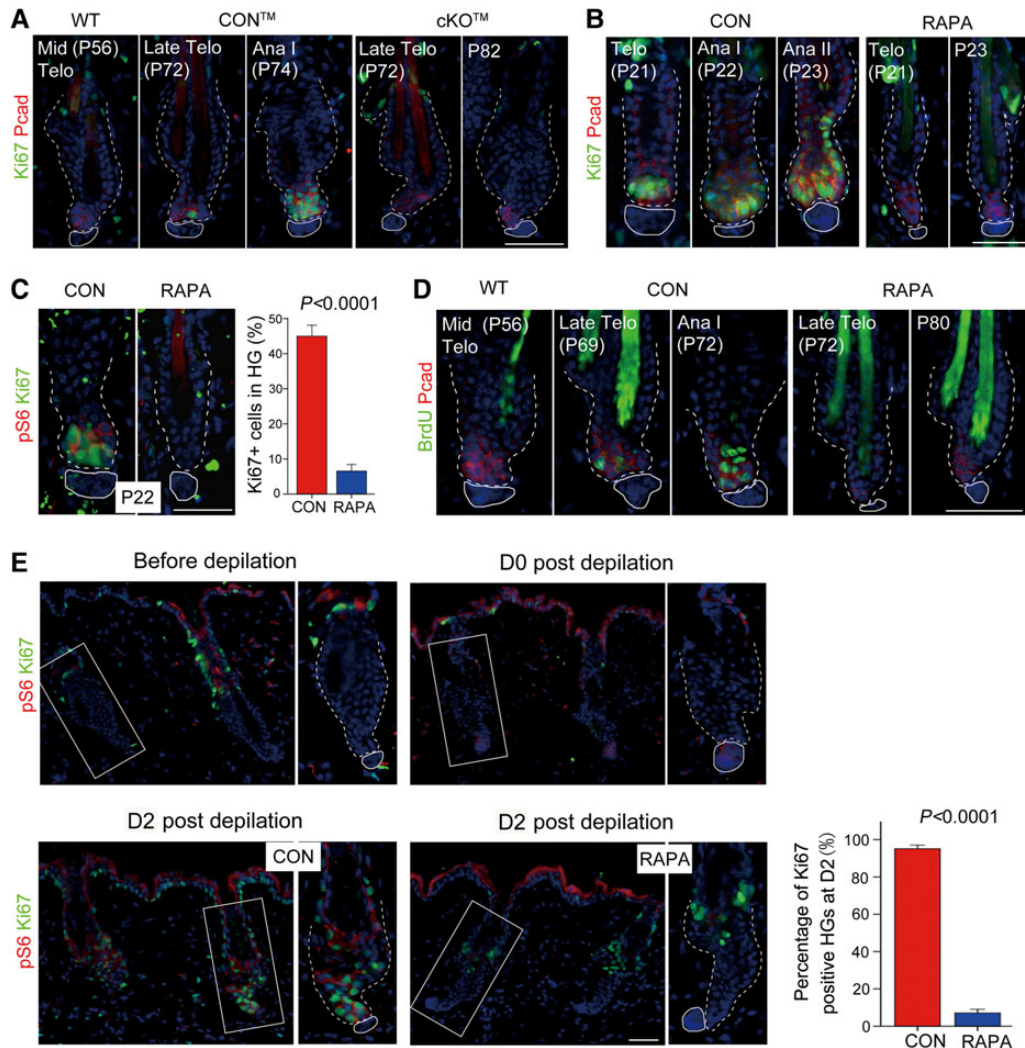 A
WT
CON™
cKO™
Mid (P56)
Telo
Late Telo
(P72)
Ana I
(P74)
Late Telo
(P72)
P82
Ki67 Pcad
B
CON
RAPA
Telo
(P21)
Ana I
(P22)
Ana II
(P23)
Telo
(P21)
P23
Ki67 Pcad
C
CON
RAPA
pS6 Ki67
P22
P<0.0001
Ki67+ cells in HG (%)
50
40
30
20
10
0
CON
RAPA
D
WT
CON
RAPA
Mid (P56)
Telo
Late Telo
(P69)
Ana I
(P72)
Late Telo
(P72)
P80
BrdU Pcad
E
Before depilation
D0 post depilation
pS6 Ki67
D2 post depilation
D2 post depilation
CON
RAPA
pS6 Ki67
P<0.0001
Percentage of Ki67
positive HGs at D2 (%)
100
80
60
40
20
0
CON
RAPA